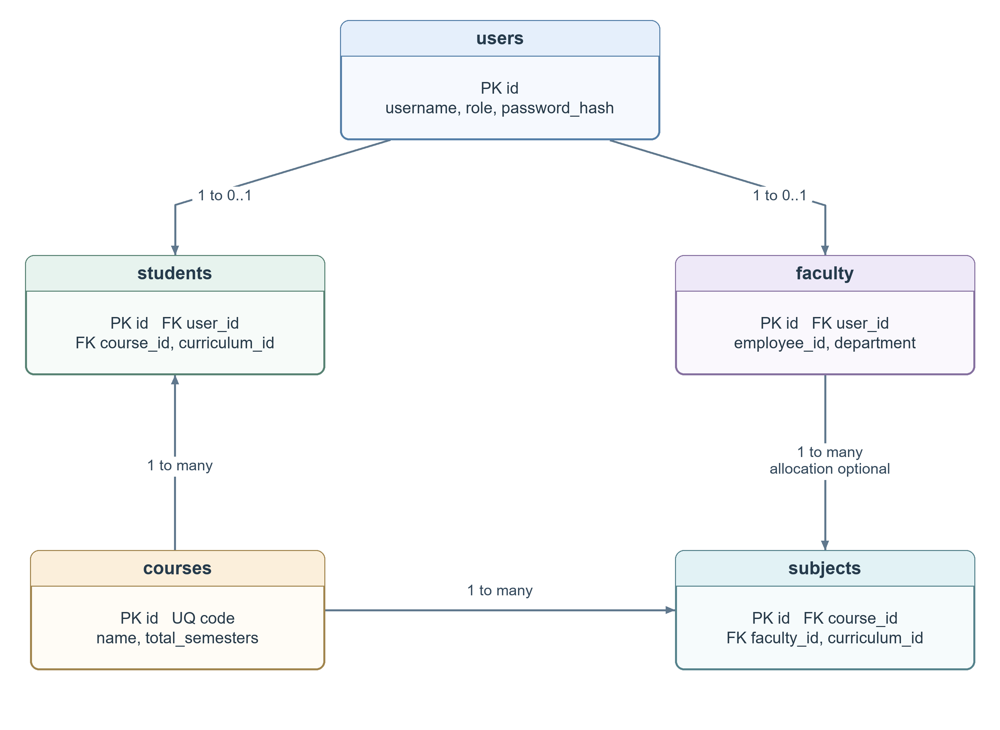 users
PK id
username, role, password_hash
1 to 0..1
1 to 0..1
students
PK id   FK user_id
FK course_id, curriculum_id
faculty
PK id   FK user_id
employee_id, department
1 to many
1 to many
allocation optional
courses
PK id   UQ code
name, total_semesters
1 to many
subjects
PK id   FK course_id
FK faculty_id, curriculum_id